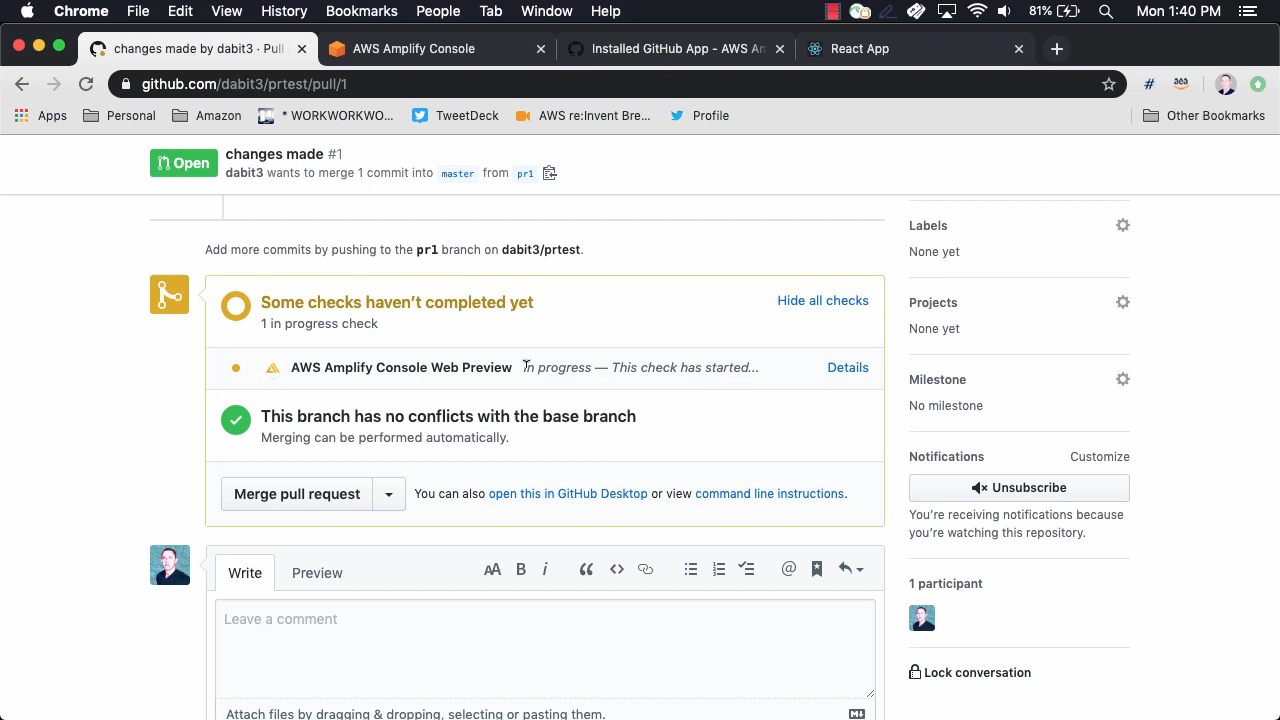 Chrome File Edit View History Bookmarks People Tab Window Help 81% Mon 1:40 PM
changes made by dabit3 · Pull AWS Amplify Console Installed GitHub App - AWS Am React App
github.com/dabit3/prtest/pull/1
Apps Personal Amazon * WORKWORKWO... TweetDeck AWS re:Invent Bre... Profile Other Bookmarks
Open changes made #1
dabit3 wants to merge 1 commit into master from pr1
Labels
Add more commits by pushing to the pr1 branch on dabit3/prtest.
None yet
Some checks haven't completed yet Hide all checks
1 in progress check
Projects
None yet
AWS Amplify Console Web Preview In progress — This check has started... Details
Milestone
No milestone
This branch has no conflicts with the base branch
Merging can be performed automatically.
Notifications Customize
Merge pull request You can also open this in GitHub Desktop or view command line instructions.
Unsubscribe
You're receiving notifications because
you're watching this repository.
Write Preview AA B i
1 participant
Leave a comment
Lock conversation
Attach files by dragging & dropping, selecting or pasting them.